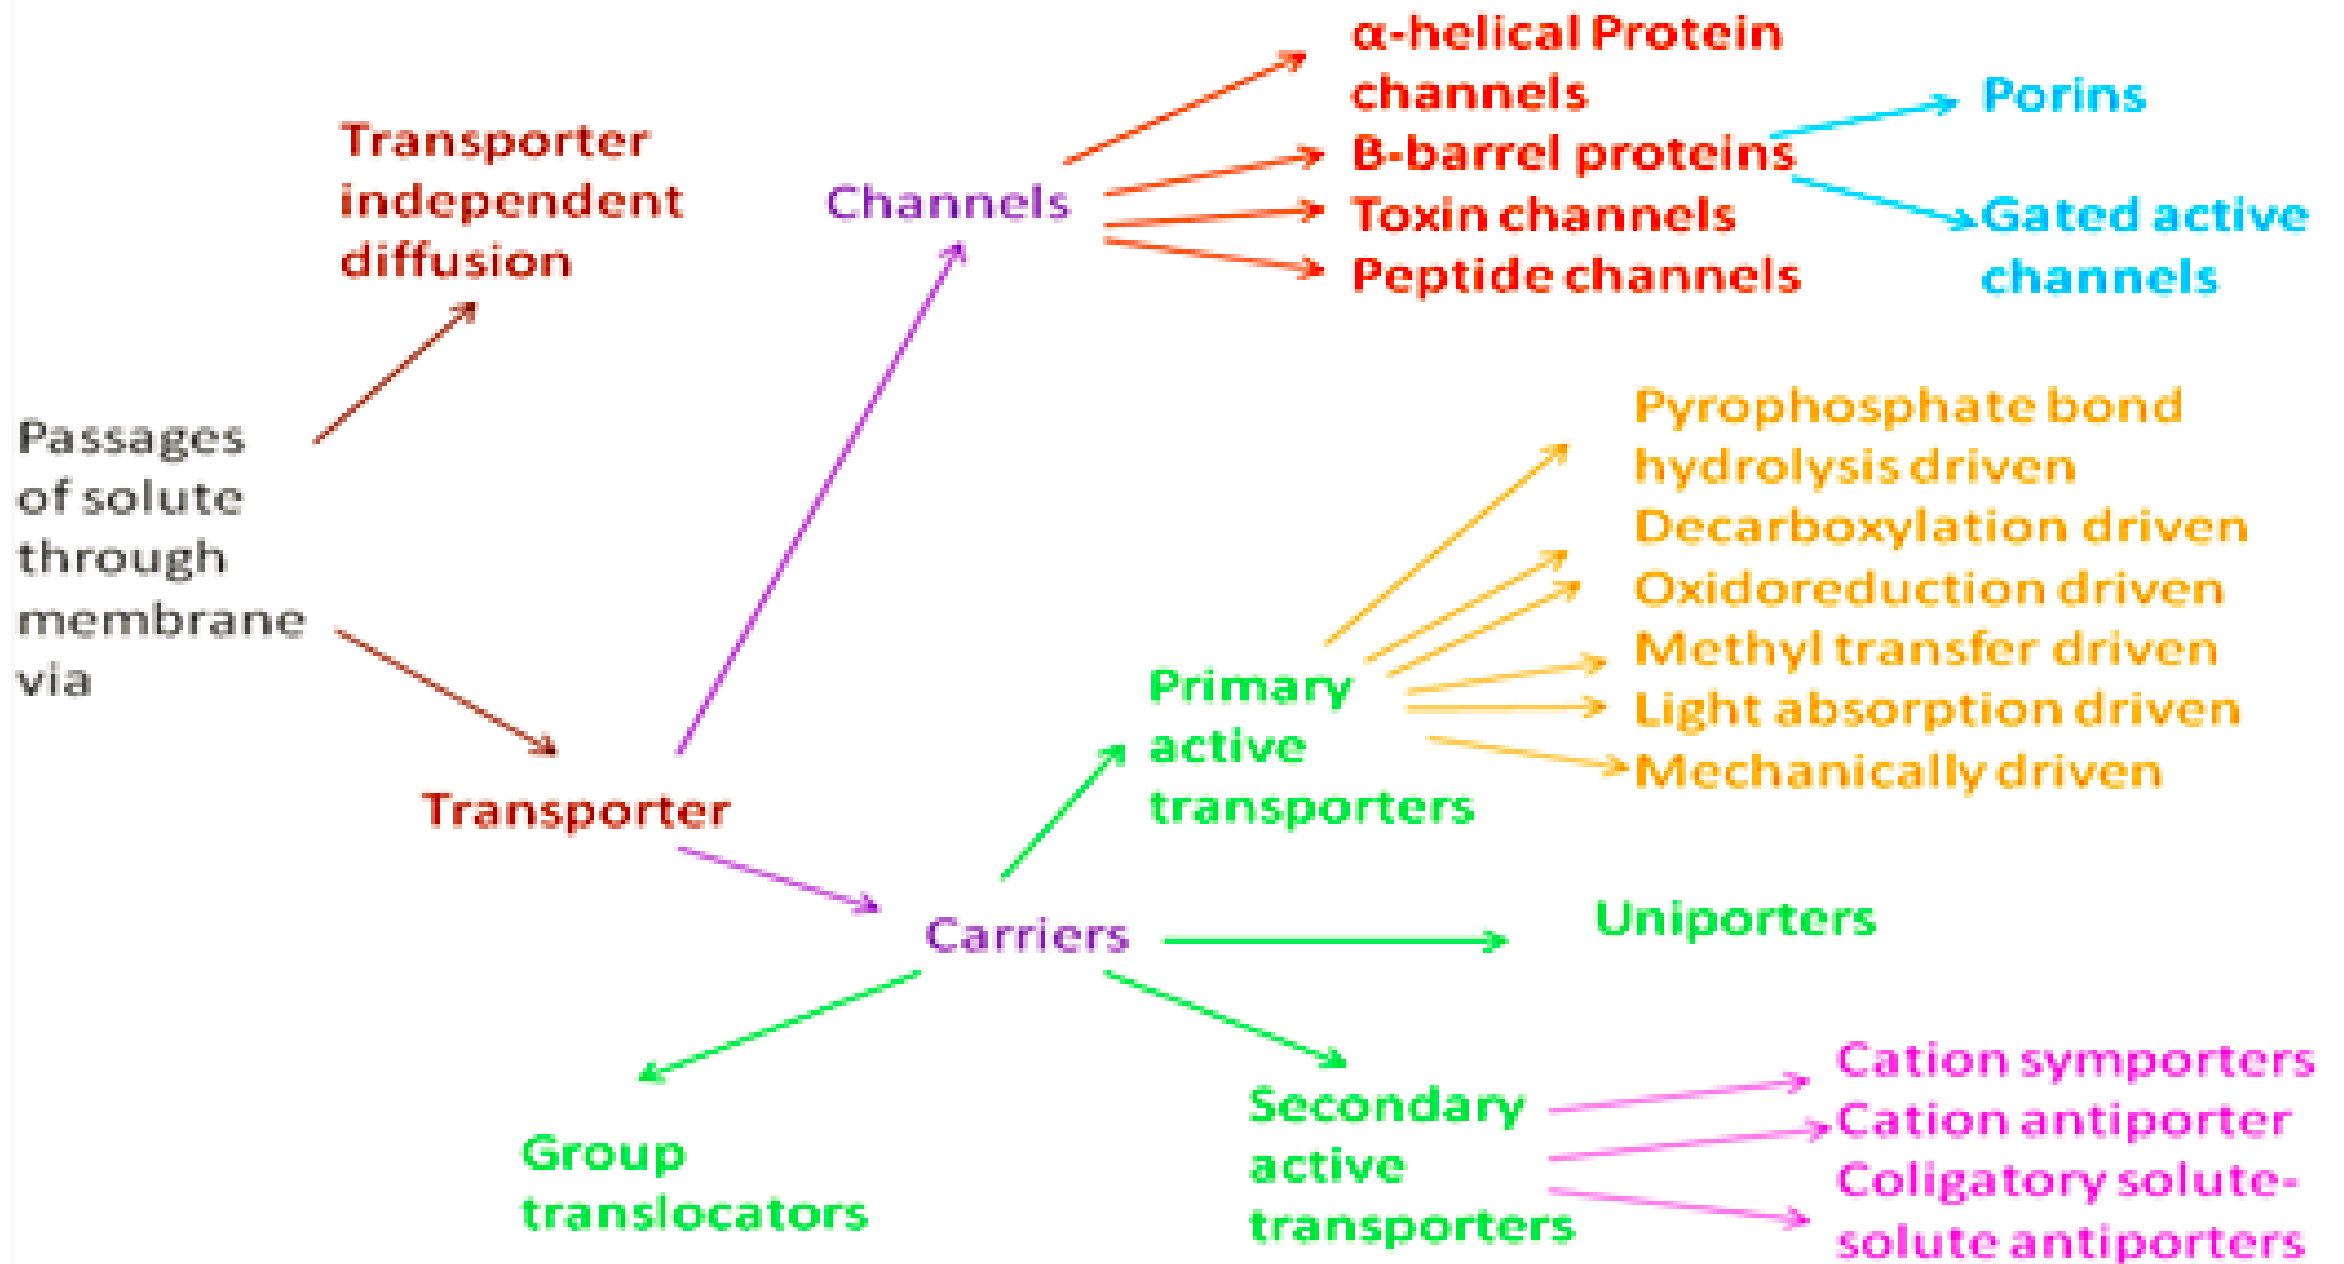 Passages
of solute
through
membrane
via
Transporter
independent
diffusion
Transporter
Channels
α-helical Protein
channels
B-barrel proteins
Toxin channels
Peptide channels
Porins
Gated active
channels
Carriers
Primary
active
transporters
Pyrophosphate bond
hydrolysis driven
Decarboxylation driven
Oxidoreduction driven
Methyl transfer driven
Light absorption driven
Mechanically driven
Uniporters
Secondary
active
transporters
Cation symporters
Cation antiporter
Coligatory solute-
solute antiporters
Group
translocators